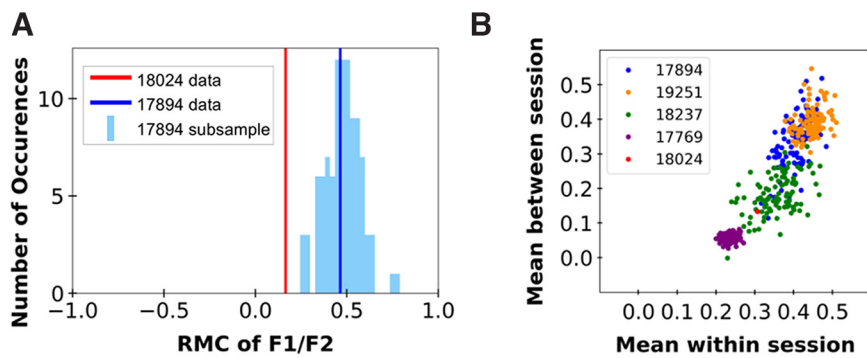 A
Number of Occurences
10
5
0
18024 data
17894 data
17894 subsample
−1.0 −0.5 0.0 0.5 1.0
RMC of F1/F2
B
Mean between session
0.5
0.4
0.3
0.2
0.1
0.0
17894
19251
18237
17769
18024
0.0 0.1 0.2 0.3 0.4 0.5
Mean within session